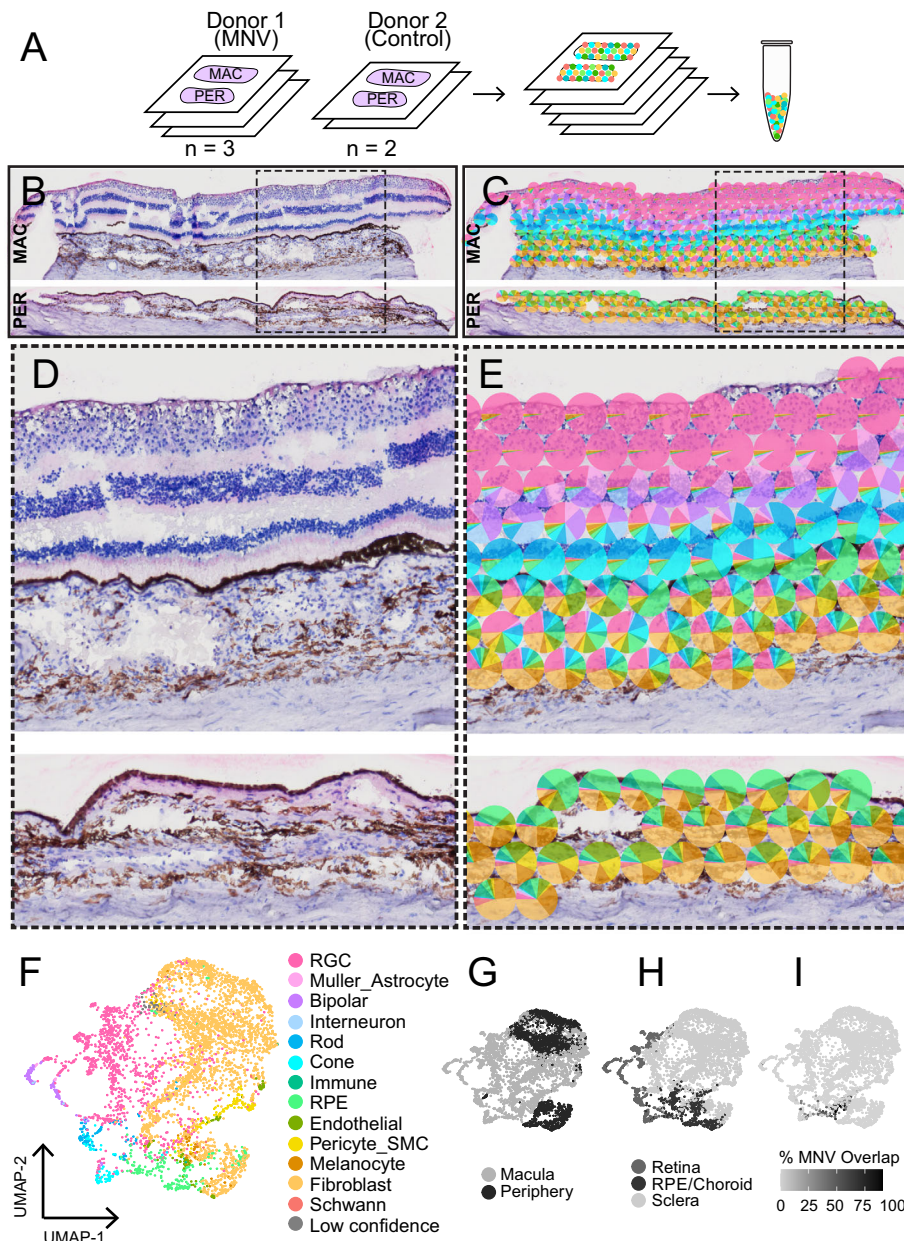 A
Donor 1
(MNV)
Donor 2
(Control)
MAC
PER
MAC
PER
n = 3
n = 2
B
C
MAC
PER
MAC
PER
D
E
F
RGC
Muller_Astrocyte
Bipolar
Interneuron
Rod
Cone
Immune
RPE
Endothelial
Pericyte_SMC
Melanocyte
Fibroblast
Schwann
Low confidence
UMAP-2
UMAP-1
G
Macula
Periphery
H
Retina
RPE/Choroid
Sclera
I
% MNV Overlap
0 25 50 75 100